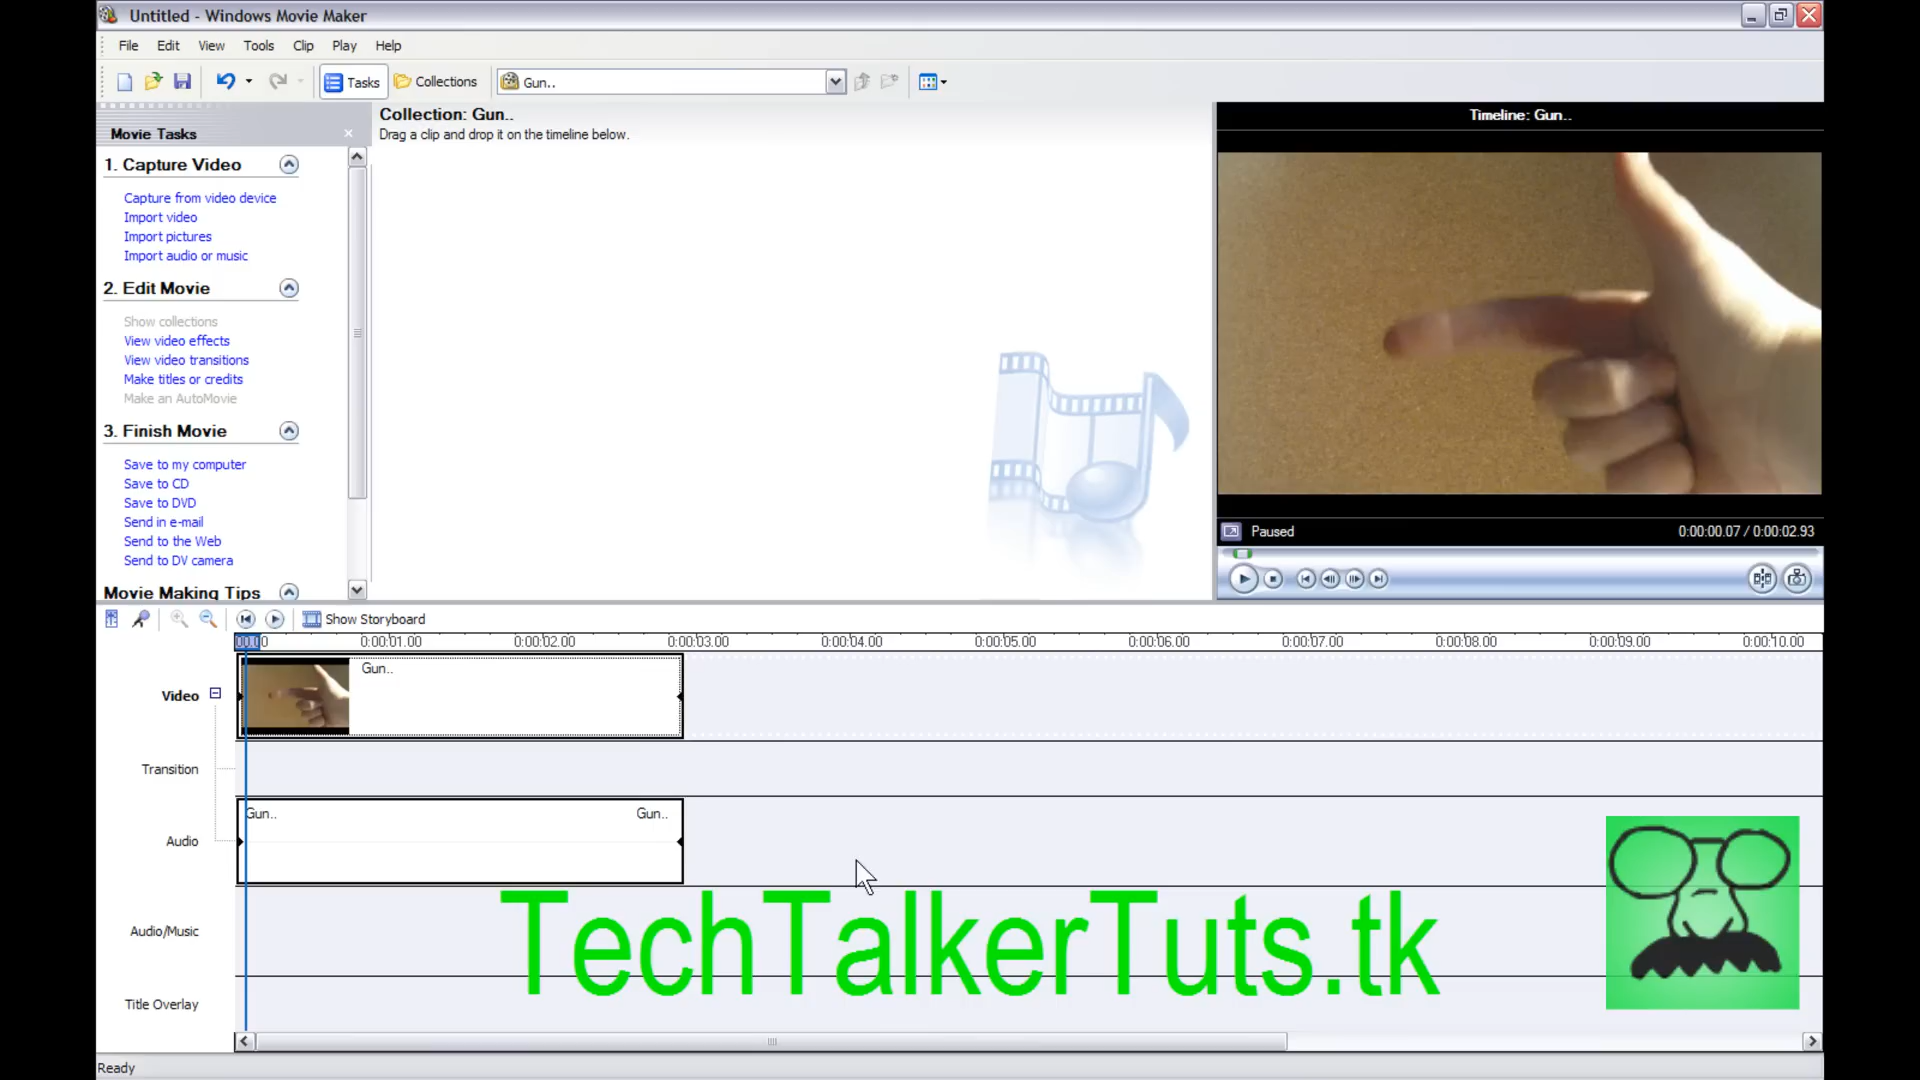 Untitled - Windows Movie Maker
File Edit View Tools Clip Play Help
Tasks Collections Gun..
Movie Tasks
1. Capture Video
Capture from video device
Import video
Import pictures
Import audio or music
2. Edit Movie
Show collections
View video effects
View video transitions
Make titles or credits
Make an AutoMovie
3. Finish Movie
Save to my computer
Save to CD
Save to DVD
Send in e-mail
Send to the Web
Send to DV camera
Movie Making Tips
Collection: Gun..
Drag a clip and drop it on the timeline below.
Timeline: Gun..
Paused 0:00:00.07 / 0:00:02.93
Show Storyboard
0:00:01.00 0:00:02.00 0:00:03.00 0:00:04.00 0:00:05.00 0:00:06.00 0:00:07.00 0:00:08.00 0:00:09.00 0:00:10.00
Video Gun..
Transition
Gun.. Gun..
Audio
Audio/Music
TechTalkerTuts.tk
Title Overlay
Ready